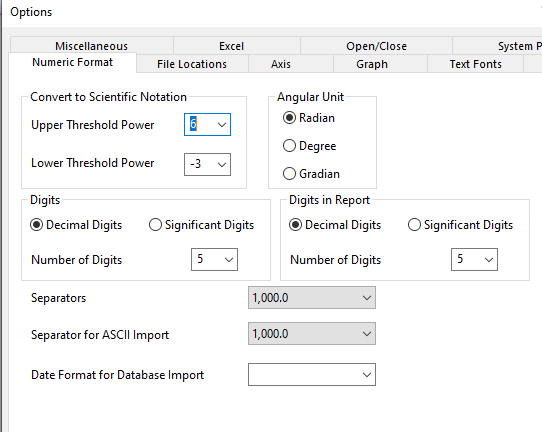 Options
Miscellaneous Excel Open/Close System P
Numeric Format File Locations Axis Graph Text Fonts
Convert to Scientific Notation Angular Unit
Upper Threshold Power 6 Radian
Degree
Lower Threshold Power -3
Gradian
Digits Digits in Report
Decimal Digits Significant Digits Decimal Digits Significant Digits
Number of Digits 5 Number of Digits 5
Separators 1,000.0
Separator for ASCII Import 1,000.0
Date Format for Database Import